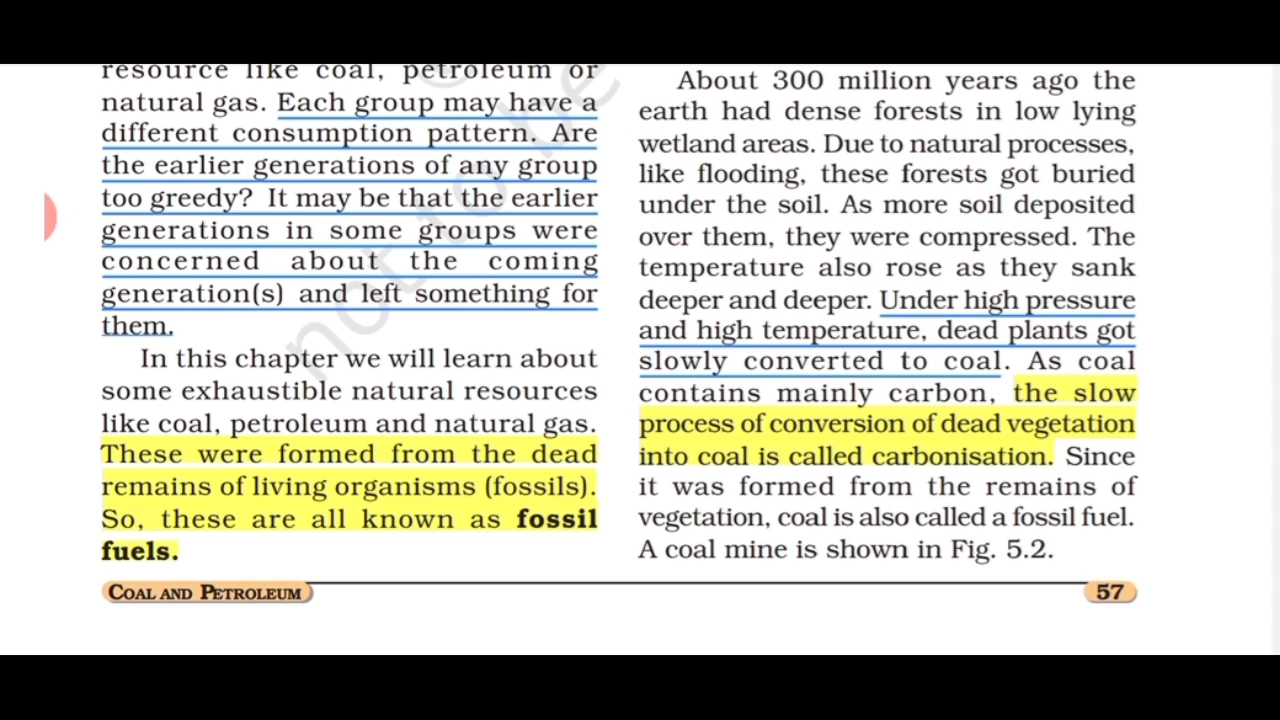 resource like coal, petroleum or
natural gas. Each group may have a
different consumption pattern. Are
the earlier generations of any group
too greedy? It may be that the earlier
generations in some groups were
concerned about the coming
generation(s) and left something for
them.
In this chapter we will learn about
some exhaustible natural resources
like coal, petroleum and natural gas.
These were formed from the dead
remains of living organisms (fossils).
So, these are all known as fossil
fuels.
About 300 million years ago the
earth had dense forests in low lying
wetland areas. Due to natural processes,
like flooding, these forests got buried
under the soil. As more soil deposited
over them, they were compressed. The
temperature also rose as they sank
deeper and deeper. Under high pressure
and high temperature, dead plants got
slowly converted to coal. As coal
contains mainly carbon, the slow
process of conversion of dead vegetation
into coal is called carbonisation. Since
it was formed from the remains of
vegetation, coal is also called a fossil fuel.
A coal mine is shown in Fig. 5.2.
COAL AND PETROLEUM
57
not to be